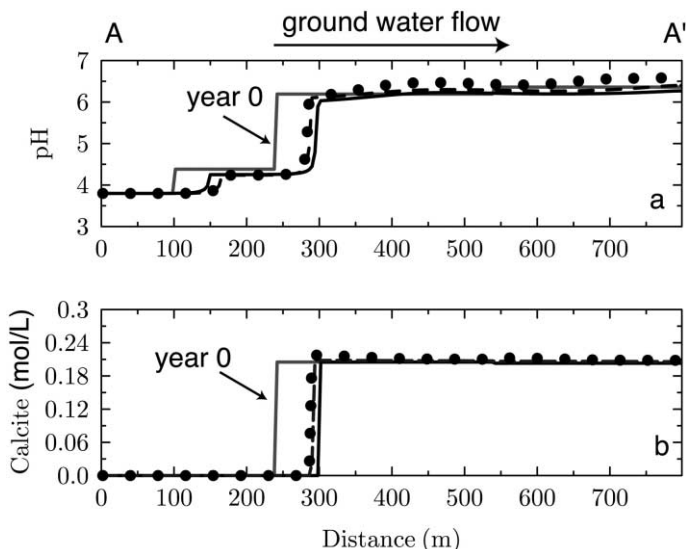 A ground water flow A'
7
6
5
4
3
pH
year 0
a
0 100 200 300 400 500 600 700
0.3
0.24
0.18
0.12
0.06
0.0
Calcite (mol/L)
year 0
b
0 100 200 300 400 500 600 700
Distance (m)